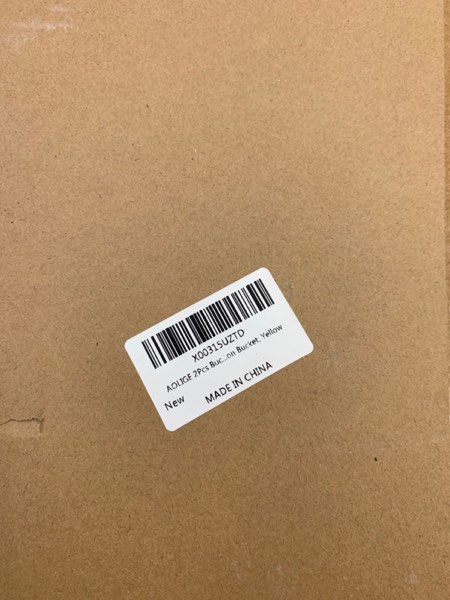 X00315UZTD
AOLIGE 2Pcs Buc...on Bucket, Yellow
New
MADE IN CHINA